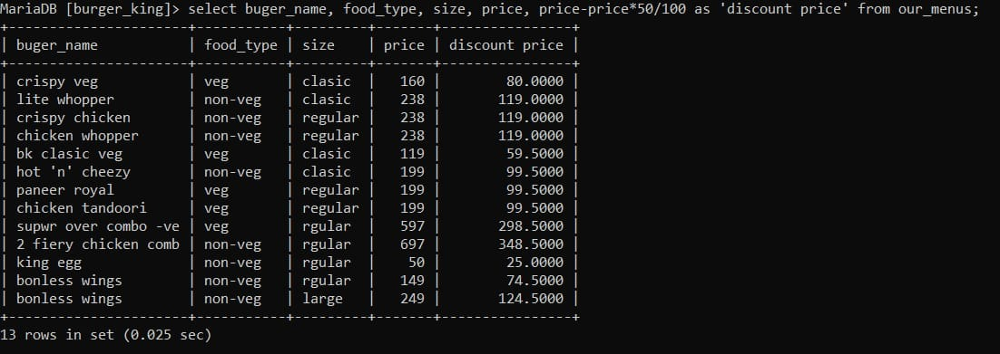 MariaDB [burger_king]> select buger_name, food_type, size, price, price-price*50/100 as 'discount price' from our_menus;
+----------------------+-----------+---------+-------+----------------+
| buger_name           | food_type | size    | price | discount price |
+----------------------+-----------+---------+-------+----------------+
| crispy veg           | veg       | clasic  |   160 |        80.0000 |
| lite whopper         | non-veg   | clasic  |   238 |       119.0000 |
| crispy chicken       | non-veg   | regular |   238 |       119.0000 |
| chicken whopper      | non-veg   | regular |   238 |       119.0000 |
| bk clasic veg        | veg       | clasic  |   119 |        59.5000 |
| hot 'n' cheezy       | non-veg   | clasic  |   199 |        99.5000 |
| paneer royal         | veg       | regular |   199 |        99.5000 |
| chicken tandoori     | veg       | regular |   199 |        99.5000 |
| supwr over combo -ve | veg       | rgular  |   597 |       298.5000 |
| 2 fiery chicken comb | non-veg   | rgular  |   697 |       348.5000 |
| king egg             | non-veg   | rgular  |    50 |        25.0000 |
| bonless wings        | non-veg   | rgular  |   149 |        74.5000 |
| bonless wings        | non-veg   | large   |   249 |       124.5000 |
+----------------------+-----------+---------+-------+----------------+
13 rows in set (0.025 sec)